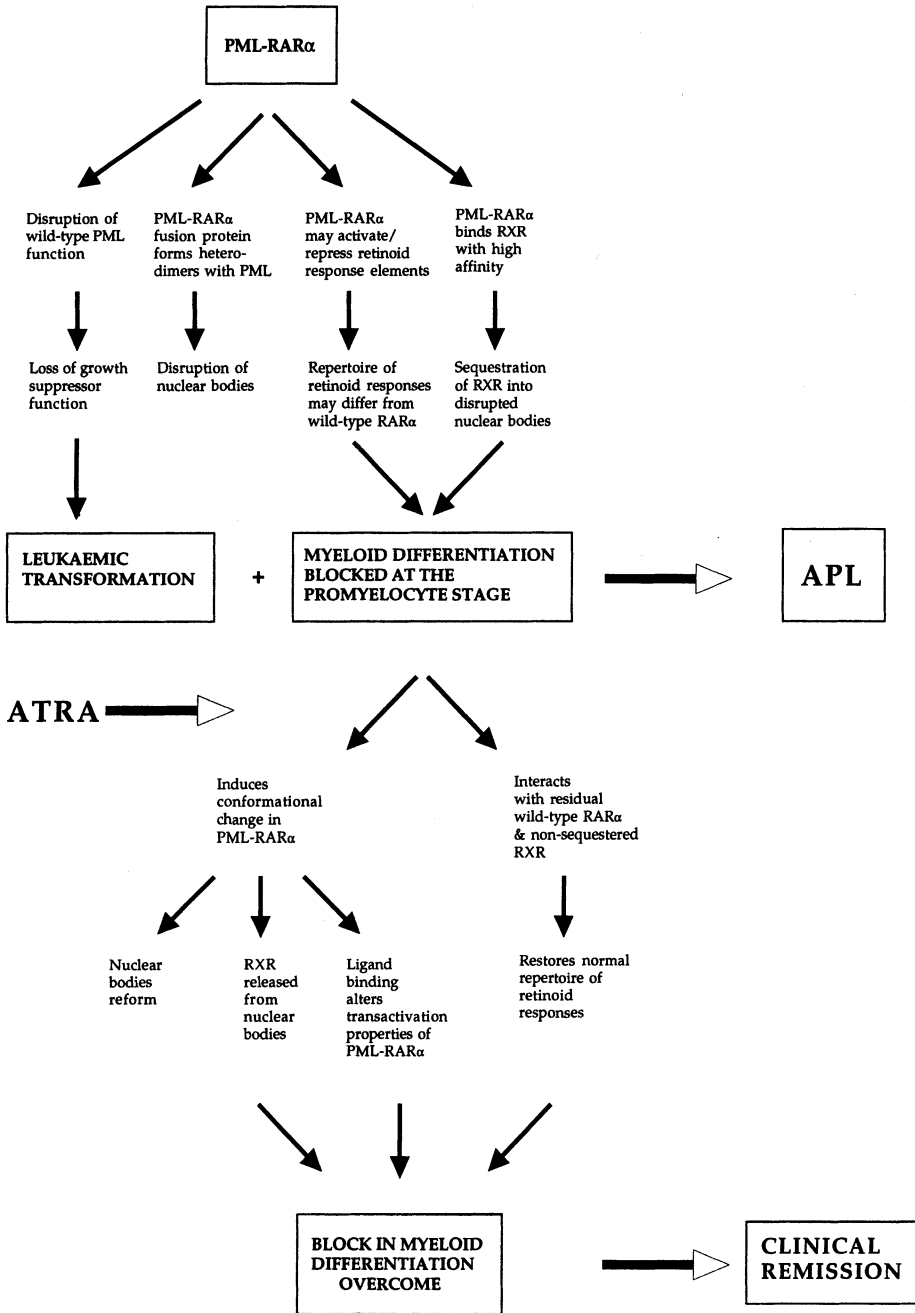 PML-RARα
Disruption of
wild-type PML
function
PML-RARα
fusion protein
forms hetero-
dimers with PML
PML-RARα
may activate/
repress retinoid
response elements
PML-RARα
binds RXR
with high
affinity
Loss of growth
suppressor
function
Disruption of
nuclear bodies
Repertoire of
retinoid responses
may differ from
wild-type RARα
Sequestration
of RXR into
disrupted
nuclear bodies
LEUKAEMIC
TRANSFORMATION
+
MYELOID DIFFERENTIATION
BLOCKED AT THE
PROMYELOCYTE STAGE
APL
ATRA
Induces
conformational
change in
PML-RARα
Interacts
with residual
wild-type RARα
& non-sequestered
RXR
Nuclear
bodies
reform
RXR
released
from
nuclear
bodies
Ligand
binding
alters
transactivation
properties of
PML-RARα
Restores normal
repertoire of
retinoid
responses
BLOCK IN MYELOID
DIFFERENTIATION
OVERCOME
CLINICAL
REMISSION